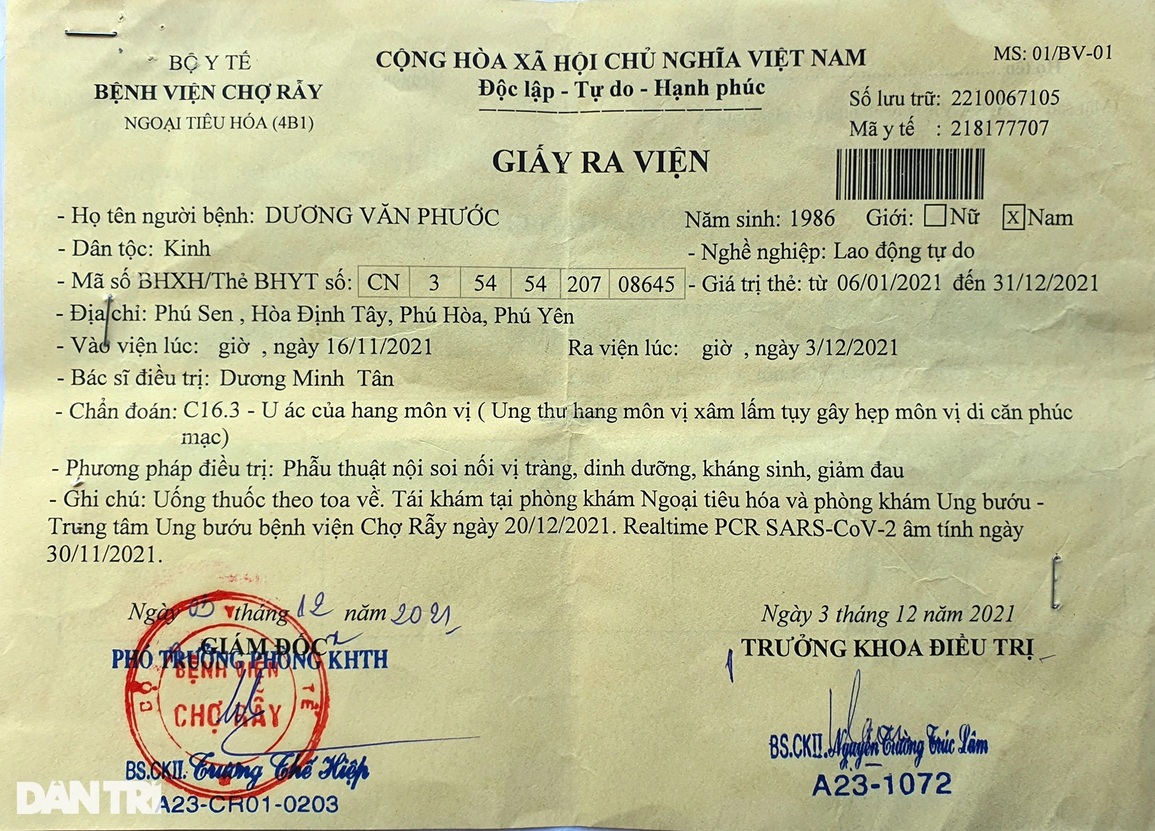 BỘ Y TẾ
BỆNH VIỆN CHỢ RẪY
NGOẠI TIÊU HÓA (4B1)
CỘNG HÒA XÃ HỘI CHỦ NGHĨA VIỆT NAM
Độc lập - Tự do - Hạnh phúc
MS: 01/BV-01
Số lưu trữ: 2210067105
Mã y tế : 218177707
GIẤY RA VIỆN
- Họ tên người bệnh: DƯƠNG VĂN PHƯỚC Năm sinh: 1986 Giới: Nữ X Nam
- Dân tộc: Kinh - Nghề nghiệp: Lao động tự do
- Mã số BHXH/Thẻ BHYT số: CN 3 54 54 207 08645 - Giá trị thẻ: từ 06/01/2021 đến 31/12/2021
- Địa chỉ: Phú Sen , Hòa Định Tây, Phú Hòa, Phú Yên
- Vào viện lúc: giờ , ngày 16/11/2021 Ra viện lúc: giờ , ngày 3/12/2021
- Bác sĩ điều trị: Dương Minh Tân
- Chẩn đoán: C16.3 - U ác của hang môn vị ( Ung thư hang môn vị xâm lấm tụy gây hẹp môn vị di căn phúc
mạc)
- Phương pháp điều trị: Phẫu thuật nội soi nối vị tràng, dinh dưỡng, kháng sinh, giảm đau
- Ghi chú: Uống thuốc theo toa về. Tái khám tại phòng khám Ngoại tiêu hóa và phòng khám Ung bướu -
Trung tâm Ung bướu bệnh viện Chợ Rẫy ngày 20/12/2021. Realtime PCR SARS-CoV-2 âm tính ngày
30/11/2021.
Ngày 03 tháng 12 năm 2021
GIÁM ĐỐC
PHÓ TRƯỞNG PHÒNG KHTH
BỘ Y TẾ
BỆNH VIỆN
CHỢ RẪY
BS.CKII. Trương Thế Hiệp
A23-CR01-0203
Ngày 3 tháng 12 năm 2021
TRƯỞNG KHOA ĐIỀU TRỊ
BS.CKII. Nguyễn Trường Trúc Lâm
A23-1072
DÂN TRÍ